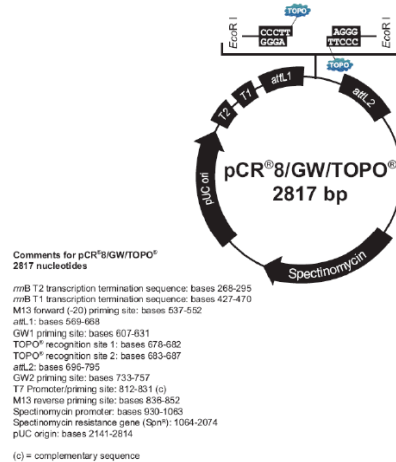 TOPO
EcoR I
CCCTT
GGGA
AGGG
TTCCC
EcoR I
TOPO
T2
T1
attL1
attL2
pUC ori
pCR®8/GW/TOPO®
2817 bp
Spectinomycin
Comments for pCR®8/GW/TOPO®
2817 nucleotides
rrnB T2 transcription termination sequence: bases 268-295
rrnB T1 transcription termination sequence: bases 427-470
M13 forward (-20) priming site: bases 537-552
attL1: bases 569-668
GW1 priming site: bases 607-631
TOPO® recognition site 1: bases 678-682
TOPO® recognition site 2: bases 683-687
attL2: bases 696-795
GW2 priming site: bases 733-757
T7 Promoter/priming site: 812-831 (c)
M13 reverse priming site: bases 836-852
Spectinomycin promoter: bases 930-1063
Spectinomycin resistance gene (Spnᴿ): 1064-2074
pUC origin: bases 2141-2814
(c) = complementary sequence